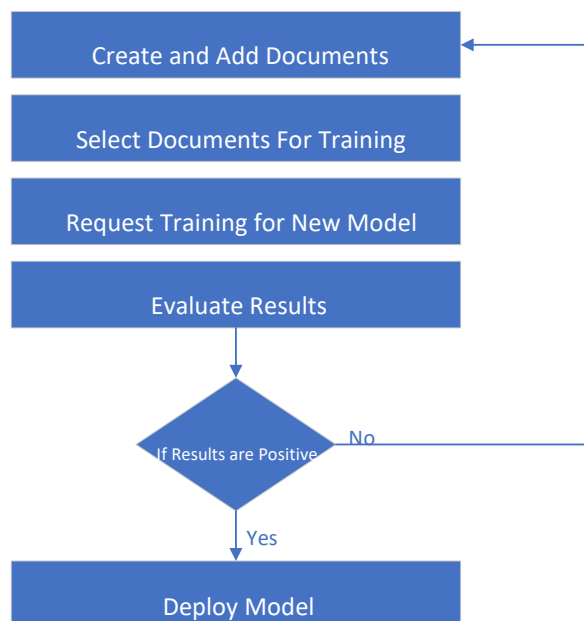 Create and Add Documents
Select Documents For Training
Request Training for New Model
Evaluate Results
If Results are Positive
No
Yes
Deploy Model